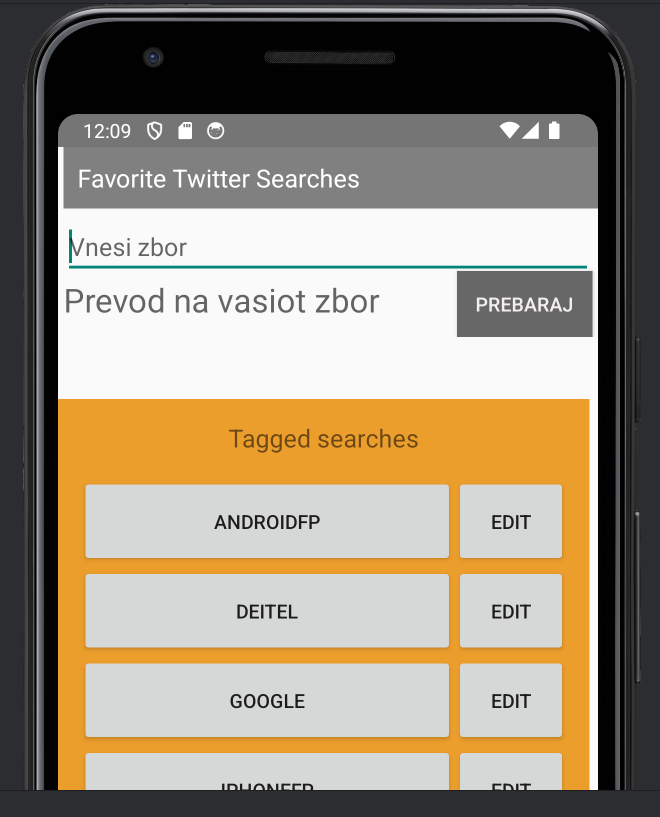 12:09
Favorite Twitter Searches
Vnesi zbor
Prevod na vasiot zbor
PREBARAJ
Tagged searches
ANDROIDFP
EDIT
DEITEL
EDIT
GOOGLE
EDIT
IPHONEFP
EDIT